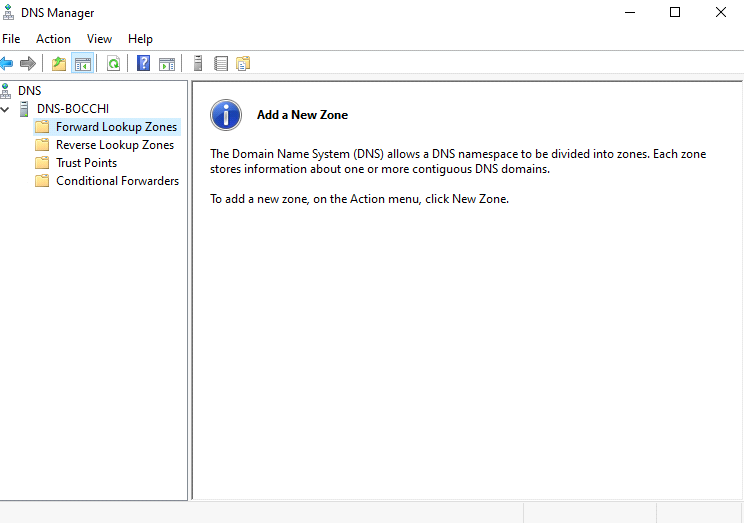 DNS Manager
File Action View Help
DNS
DNS-BOCCHI
Forward Lookup Zones
Reverse Lookup Zones
Trust Points
Conditional Forwarders
Add a New Zone
The Domain Name System (DNS) allows a DNS namespace to be divided into zones. Each zone
stores information about one or more contiguous DNS domains.
To add a new zone, on the Action menu, click New Zone.